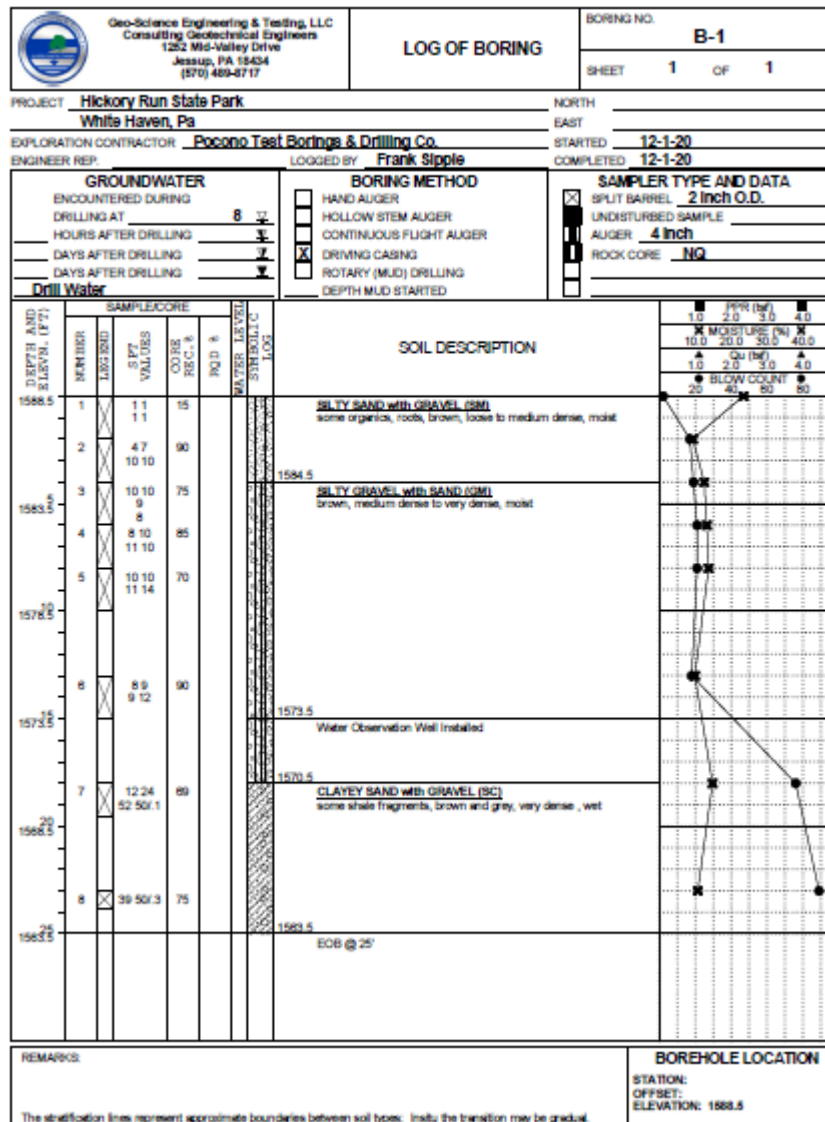 Geo-Science Engineering & Testing, LLC
Consulting Geotechnical Engineers
1252 Mid-Valley Drive
Jessup, PA 18434
(570) 489-8717
LOG OF BORING
BORING NO.
B-1
SHEET 1 OF 1
PROJECT Hickory Run State Park
White Haven, Pa
NORTH
EAST
EXPLORATION CONTRACTOR Pocono Test Borings & Drilling Co.
STARTED 12-1-20
ENGINEER REP.
LOGGED BY Frank Sipple
COMPLETED 12-1-20
GROUNDWATER
ENCOUNTERED DURING
DRILLING AT 8
HOURS AFTER DRILLING
DAYS AFTER DRILLING
DAYS AFTER DRILLING
Drill Water
BORING METHOD
HAND AUGER
HOLLOW STEM AUGER
CONTINUOUS FLIGHT AUGER
X DRIVING CASING
ROTARY (MUD) DRILLING
DEPTH MUD STARTED
SAMPLER TYPE AND DATA
SPLIT BARREL 2 Inch O.D.
UNDISTURBED SAMPLE
AUGER 4 Inch
ROCK CORE NQ
DEPTH AND ELEVN. (FT)
SAMPLE/CORE
NUMBER
LEGEND
SPT VALUES
CORE REC. %
RQD %
WATER LEVEL
SYMBOLIC LOG
SOIL DESCRIPTION
PPR (tsf)
1.0 2.0 3.0 4.0
MOISTURE (%)
10.0 20.0 30.0 40.0
Qu (tsf)
1.0 2.0 3.0 4.0
BLOW COUNT
20 40 60 80
1588.5
1 1 1 15
1 1
SILTY SAND with GRAVEL (SM)
some organics, roots, brown, loose to medium dense, moist
2 4 7 90
10 10
1584.5
3 10 10 75
9
8
SILTY GRAVEL with SAND (GM)
brown, medium dense to very dense, moist
5
1583.5
4 8 10 85
11 10
5 10 10 70
11 14
10
1578.5
6 8 9 90
9 12
1573.5
15
1573.5
Water Observation Well Installed
1570.5
7 12 24 69
52 50/.1
CLAYEY SAND with GRAVEL (SC)
some shale fragments, brown and grey, very dense , wet
20
1568.5
8 39 50/.3 75
1563.5
25
1563.5
EOB @ 25'
REMARKS:
The stratification lines represent approximate boundaries between soil types: Insitu the transition may be gradual.
BOREHOLE LOCATION
STATION:
OFFSET:
ELEVATION: 1588.5